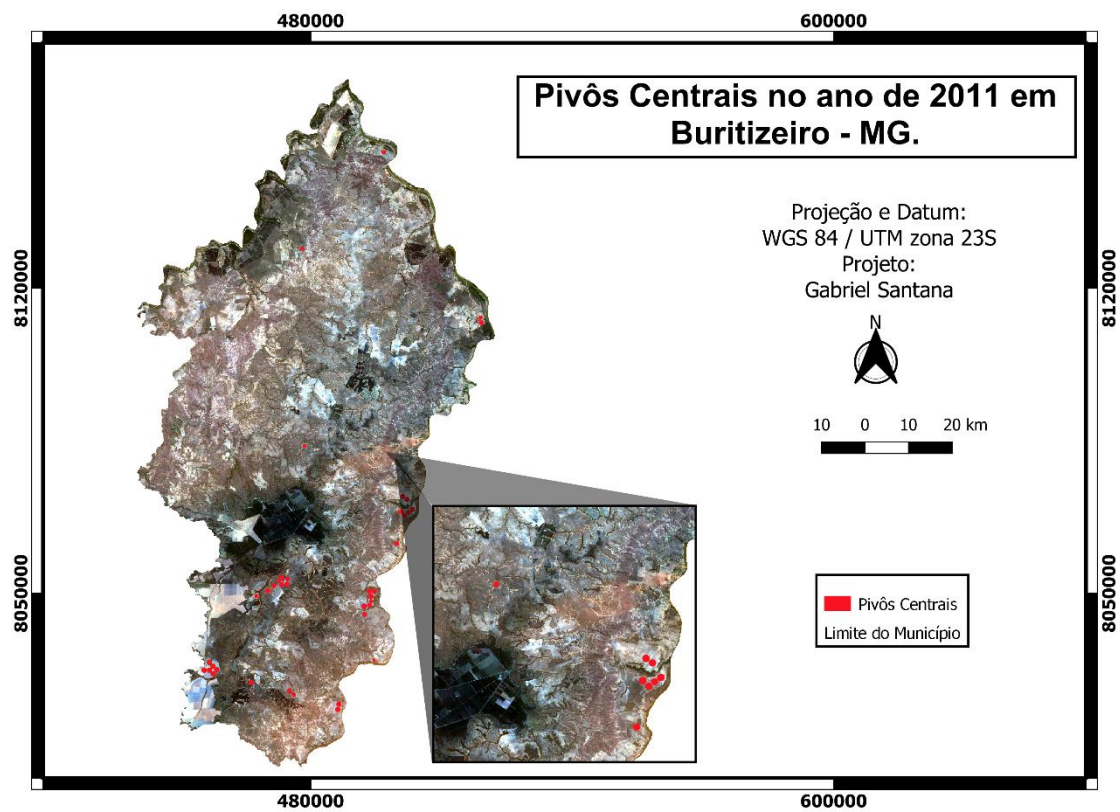 480000
600000
Pivôs Centrais no ano de 2011 em
Buritizeiro - MG.
Projeção e Datum:
WGS 84 / UTM zona 23S
Projeto:
Gabriel Santana
8120000
8120000
N
10 0 10 20 km
8050000
8050000
Pivôs Centrais
Limite do Município
480000
600000